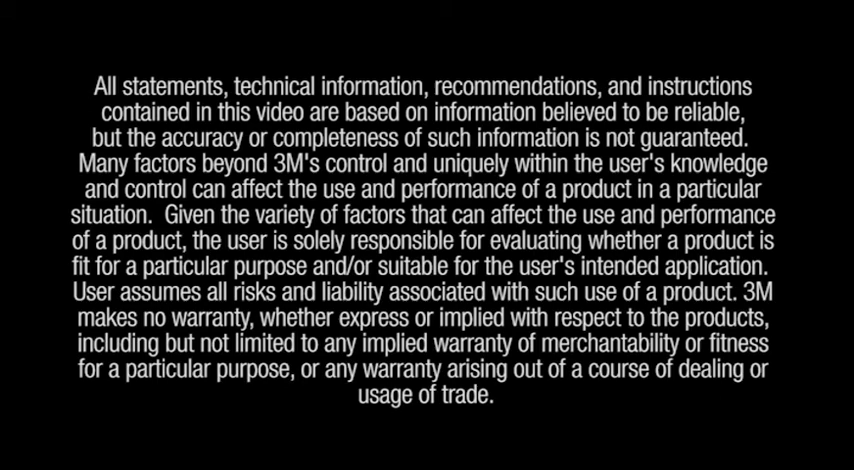 All statements, technical information, recommendations, and instructions
contained in this video are based on information believed to be reliable,
but the accuracy or completeness of such information is not guaranteed.
Many factors beyond 3M's control and uniquely within the user's knowledge
and control can affect the use and performance of a product in a particular
situation.  Given the variety of factors that can affect the use and performance
of a product, the user is solely responsible for evaluating whether a product is
fit for a particular purpose and/or suitable for the user's intended application.
User assumes all risks and liability associated with such use of a product. 3M
makes no warranty, whether express or implied with respect to the products,
including but not limited to any implied warranty of merchantability or fitness
for a particular purpose, or any warranty arising out of a course of dealing or
usage of trade.